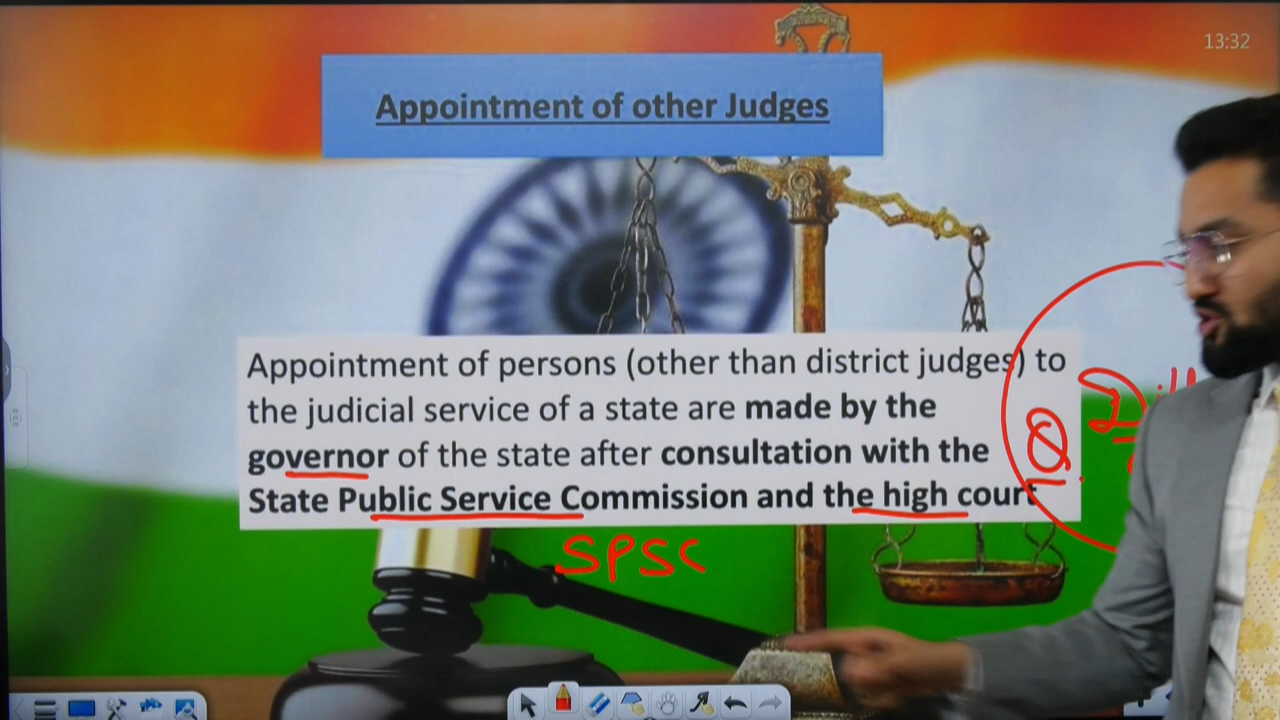 13:32
Appointment of other Judges
Appointment of persons (other than district judges) to
the judicial service of a state are made by the
governor of the state after consultation with the
State Public Service Commission and the high court
Q.
SPSC